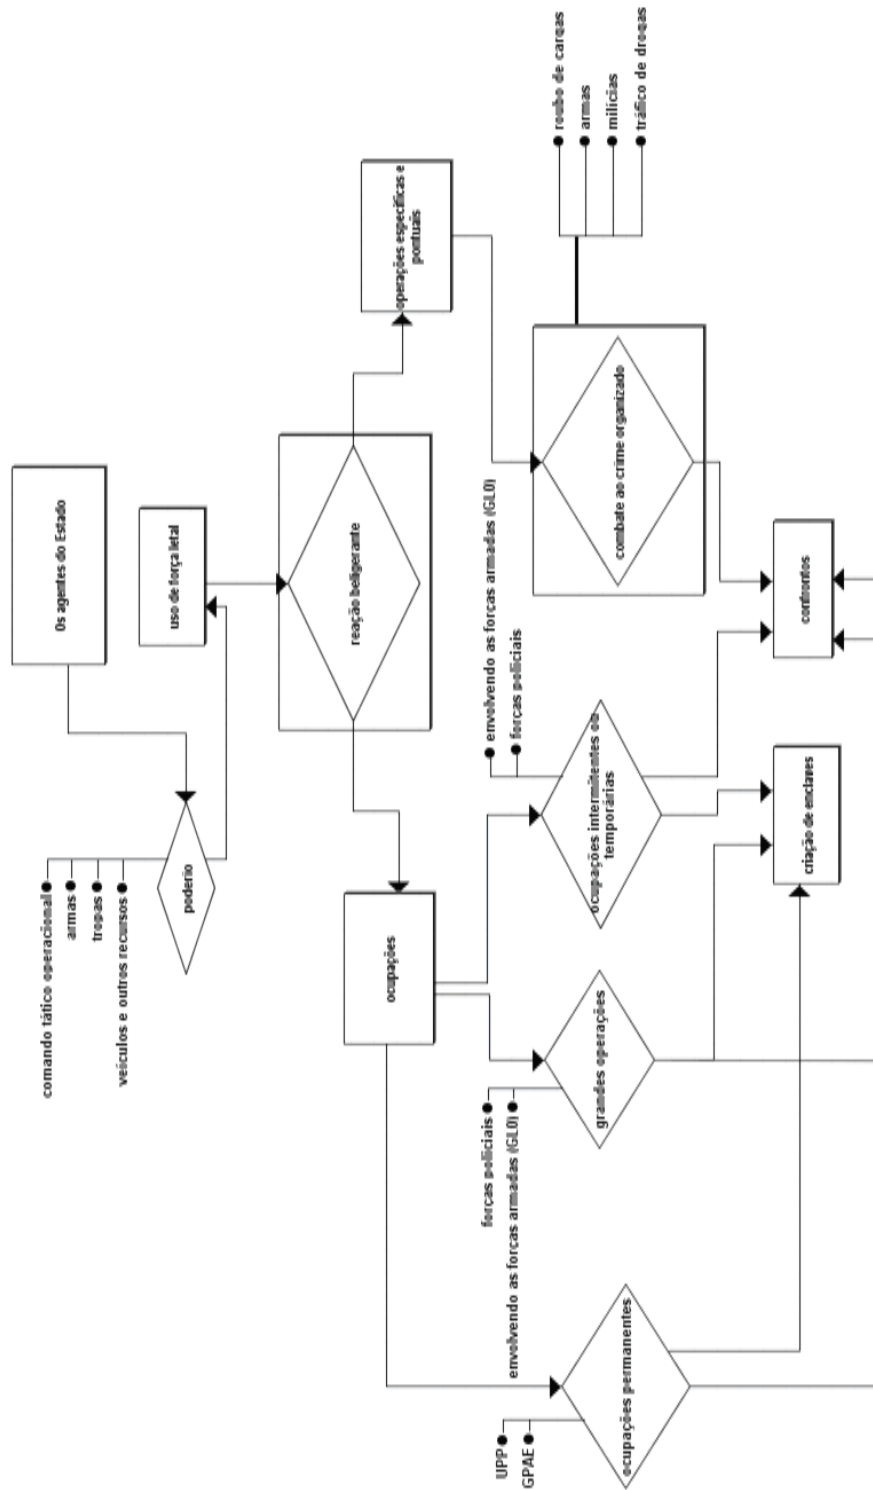 Os agentes do Estado
comando tático operacional
armas
tropas
veículos e outros recursos
poderio
uso de força letal
reação beligerante
ocupações
operações específicas e
pontuais
UPP
GPAE
ocupações permanentes
forças policiais
envolvendo as forças armadas (GLO)
grandes operações
envolvendo as forças armadas (GLO)
forças policiais
ocupações intermitentes ou
temporárias
combate ao crime organizado
roubo de cargas
armas
milícias
tráfico de drogas
criação de enclaves
confrontos